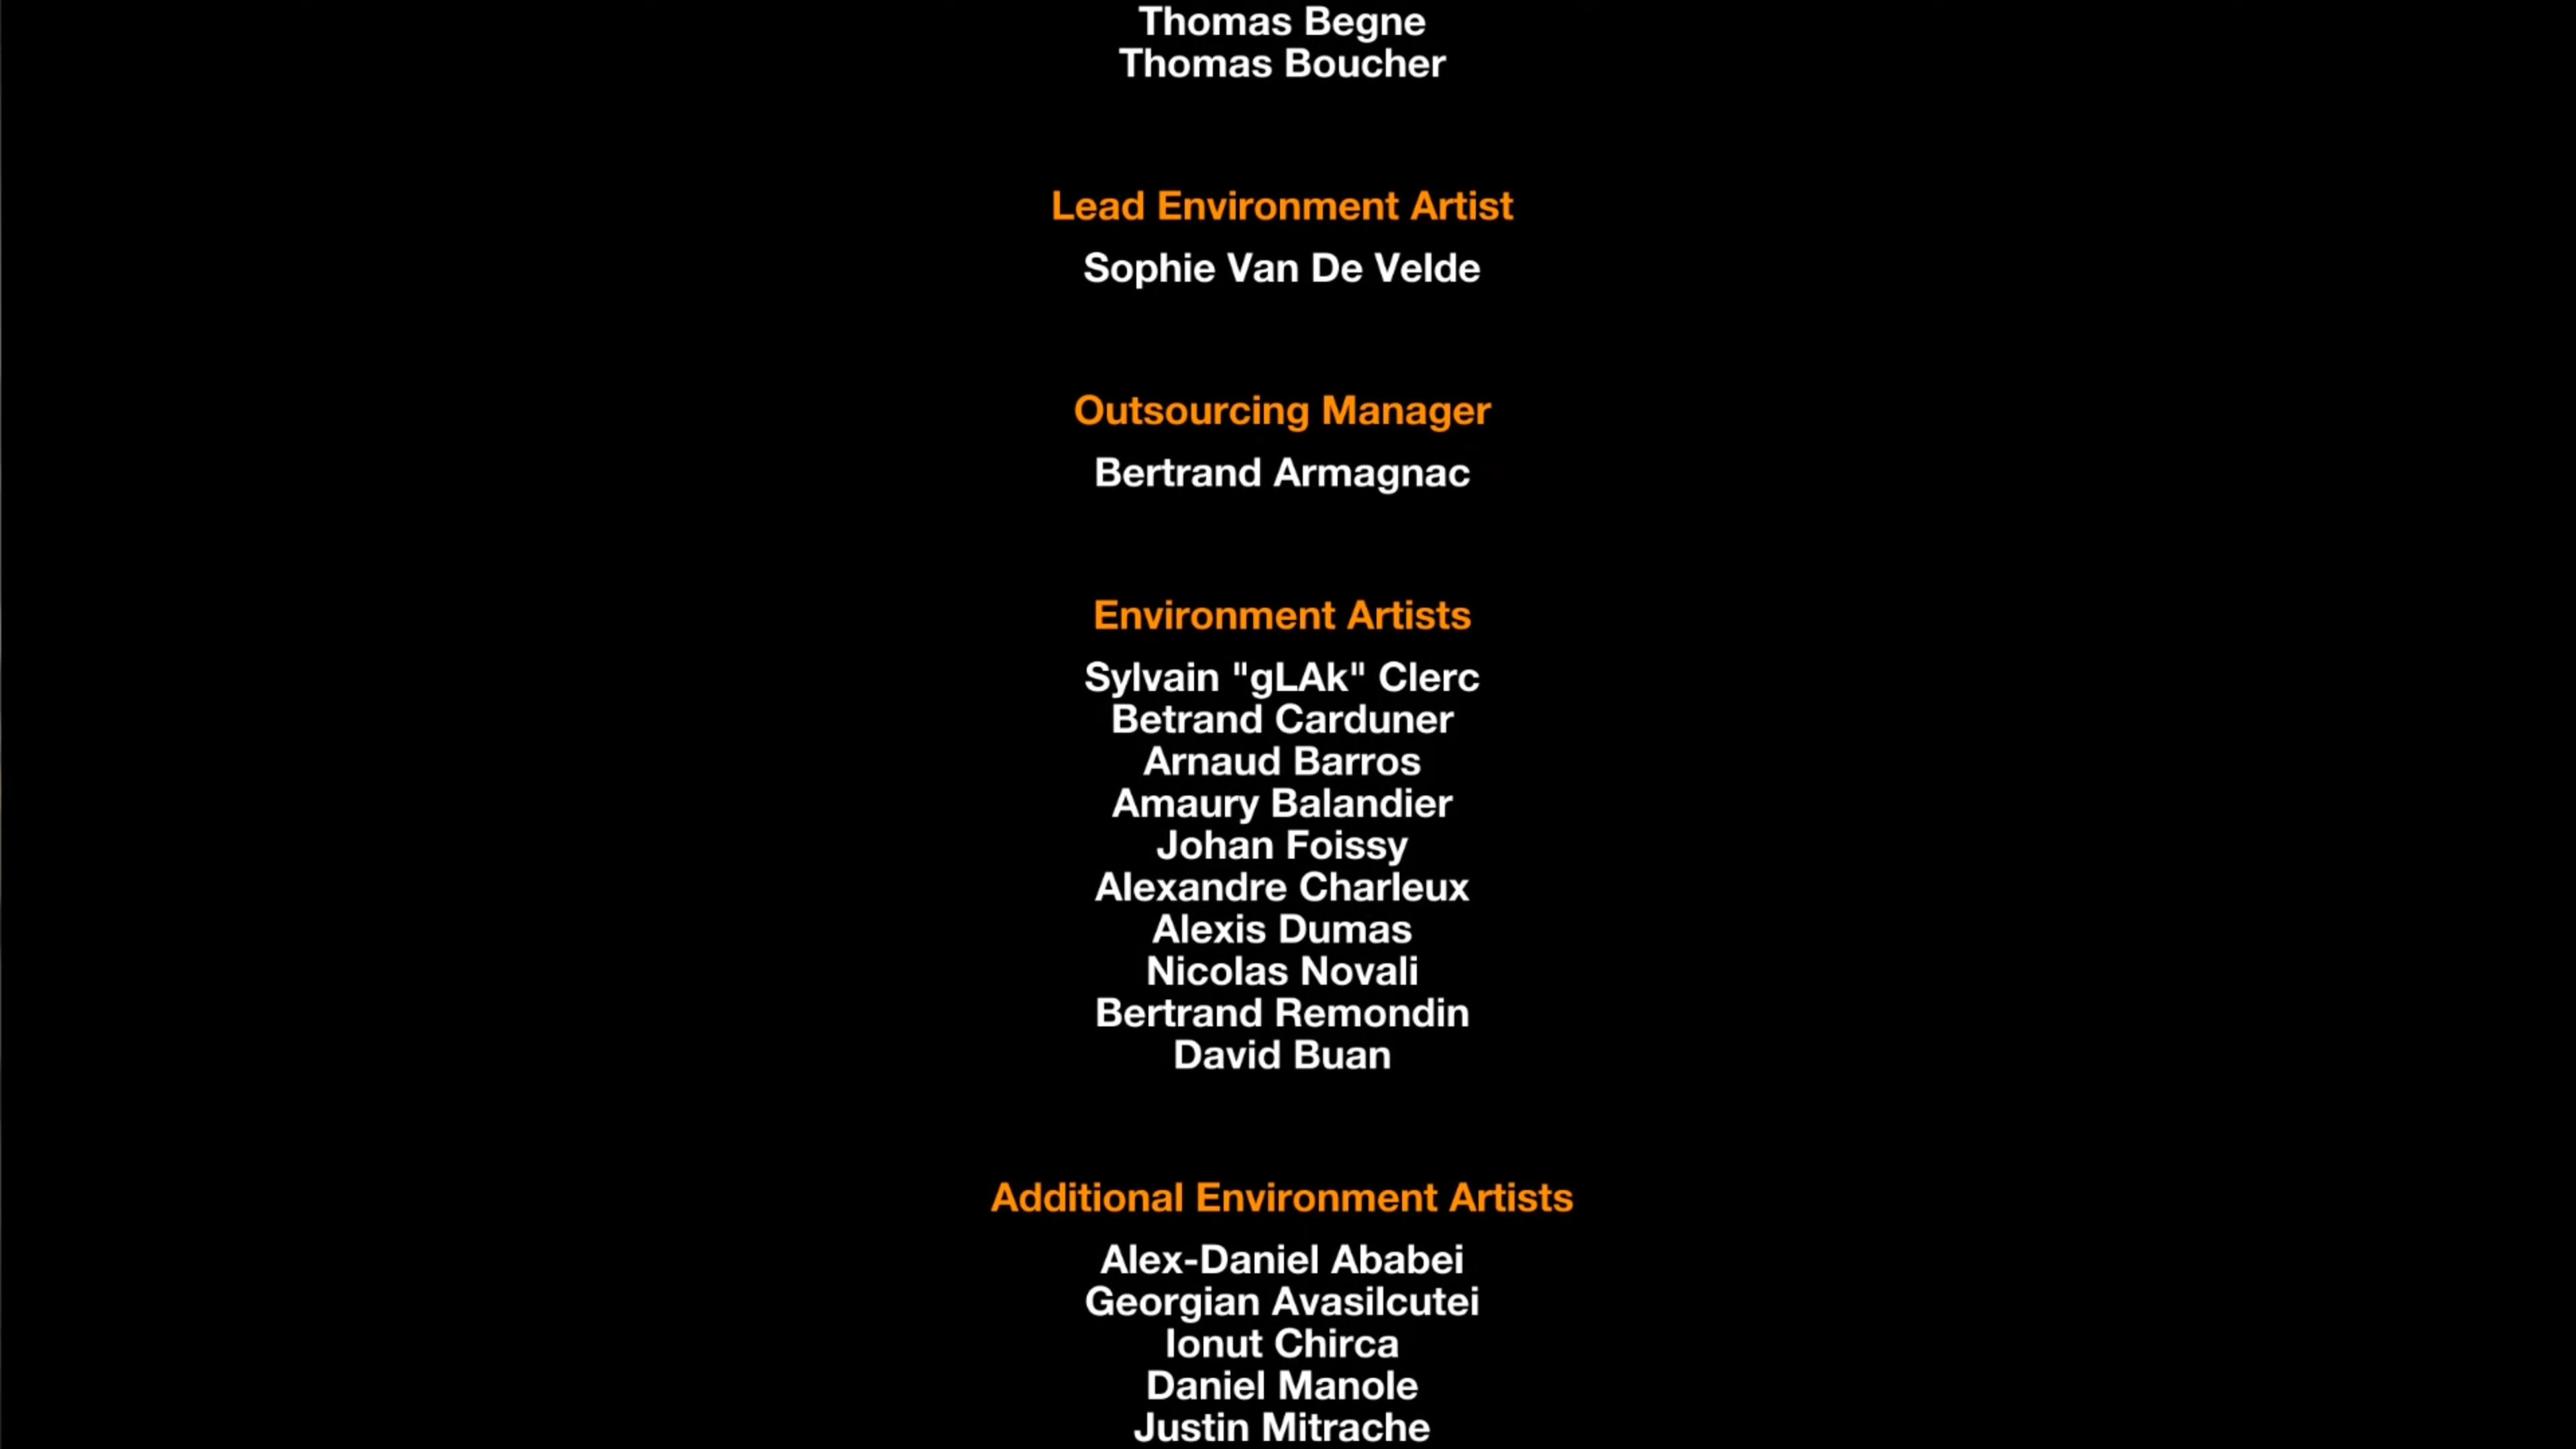 Thomas Begne
Thomas Boucher
Lead Environment Artist
Sophie Van De Velde
Outsourcing Manager
Bertrand Armagnac
Environment Artists
Sylvain "gLAk" Clerc
Betrand Carduner
Arnaud Barros
Amaury Balandier
Johan Foissy
Alexandre Charleux
Alexis Dumas
Nicolas Novali
Bertrand Remondin
David Buan
Additional Environment Artists
Alex-Daniel Ababei
Georgian Avasilcutei
Ionut Chirca
Daniel Manole
Justin Mitrache